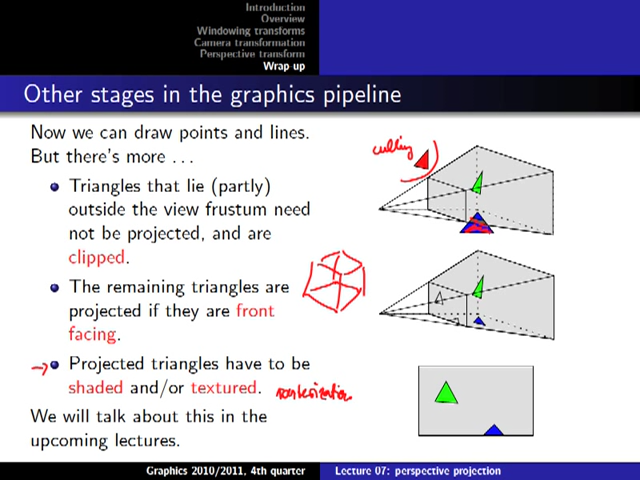 Introduction
Overview
Windowing transforms
Camera transformation
Perspective transform
Wrap-up
Other stages in the graphics pipeline
Now we can draw points and lines.
But there's more ...
culling
Triangles that lie (partly)
outside the view frustum need
not be projected, and are
clipped.
The remaining triangles are
projected if they are front
facing.
Projected triangles have to be
shaded and/or textured. rasterization
We will talk about this in the
upcoming lectures.
Graphics 2010/2011, 4th quarter Lecture 07: perspective projection